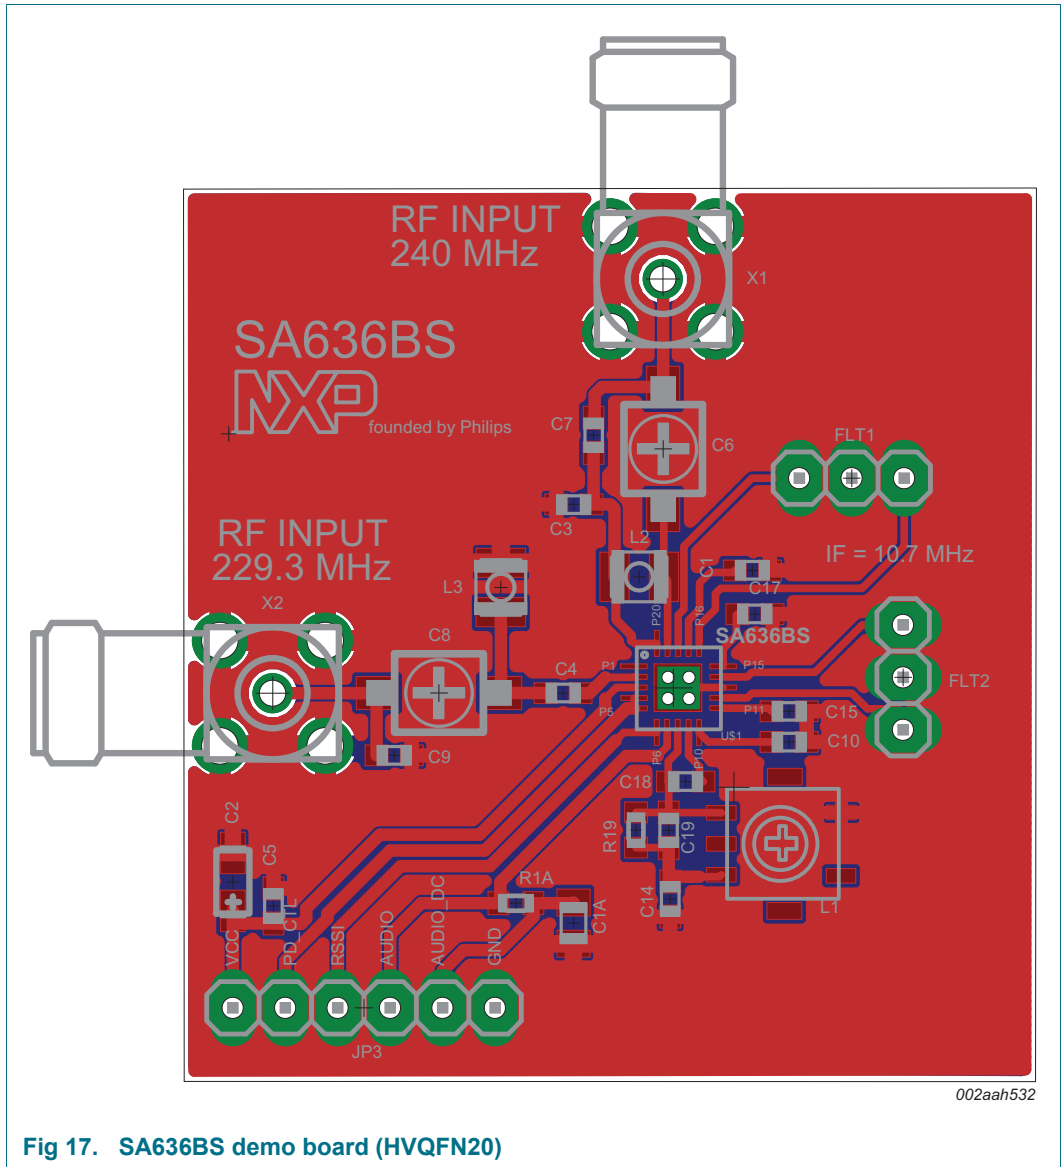 RF INPUT
240 MHz
X1
SA636BS
NXP
founded by Philips
C7
C6
FLT1
C3
RF INPUT
229.3 MHz
L2
IF = 10.7 MHz
C1
C17
L3
X2
P20
P16
SA636BS
C8
C4
P1
P15
FLT2
P5
P11
C15
U$1
C10
C9
P6
P10
C18
C2
R19
C19
C5
R1A
C14
C1A
L1
VCC
PD_CTL
RSSI
AUDIO
AUDIO_DC
GND
JP3
002aah532
Fig 17. SA636BS demo board (HVQFN20)